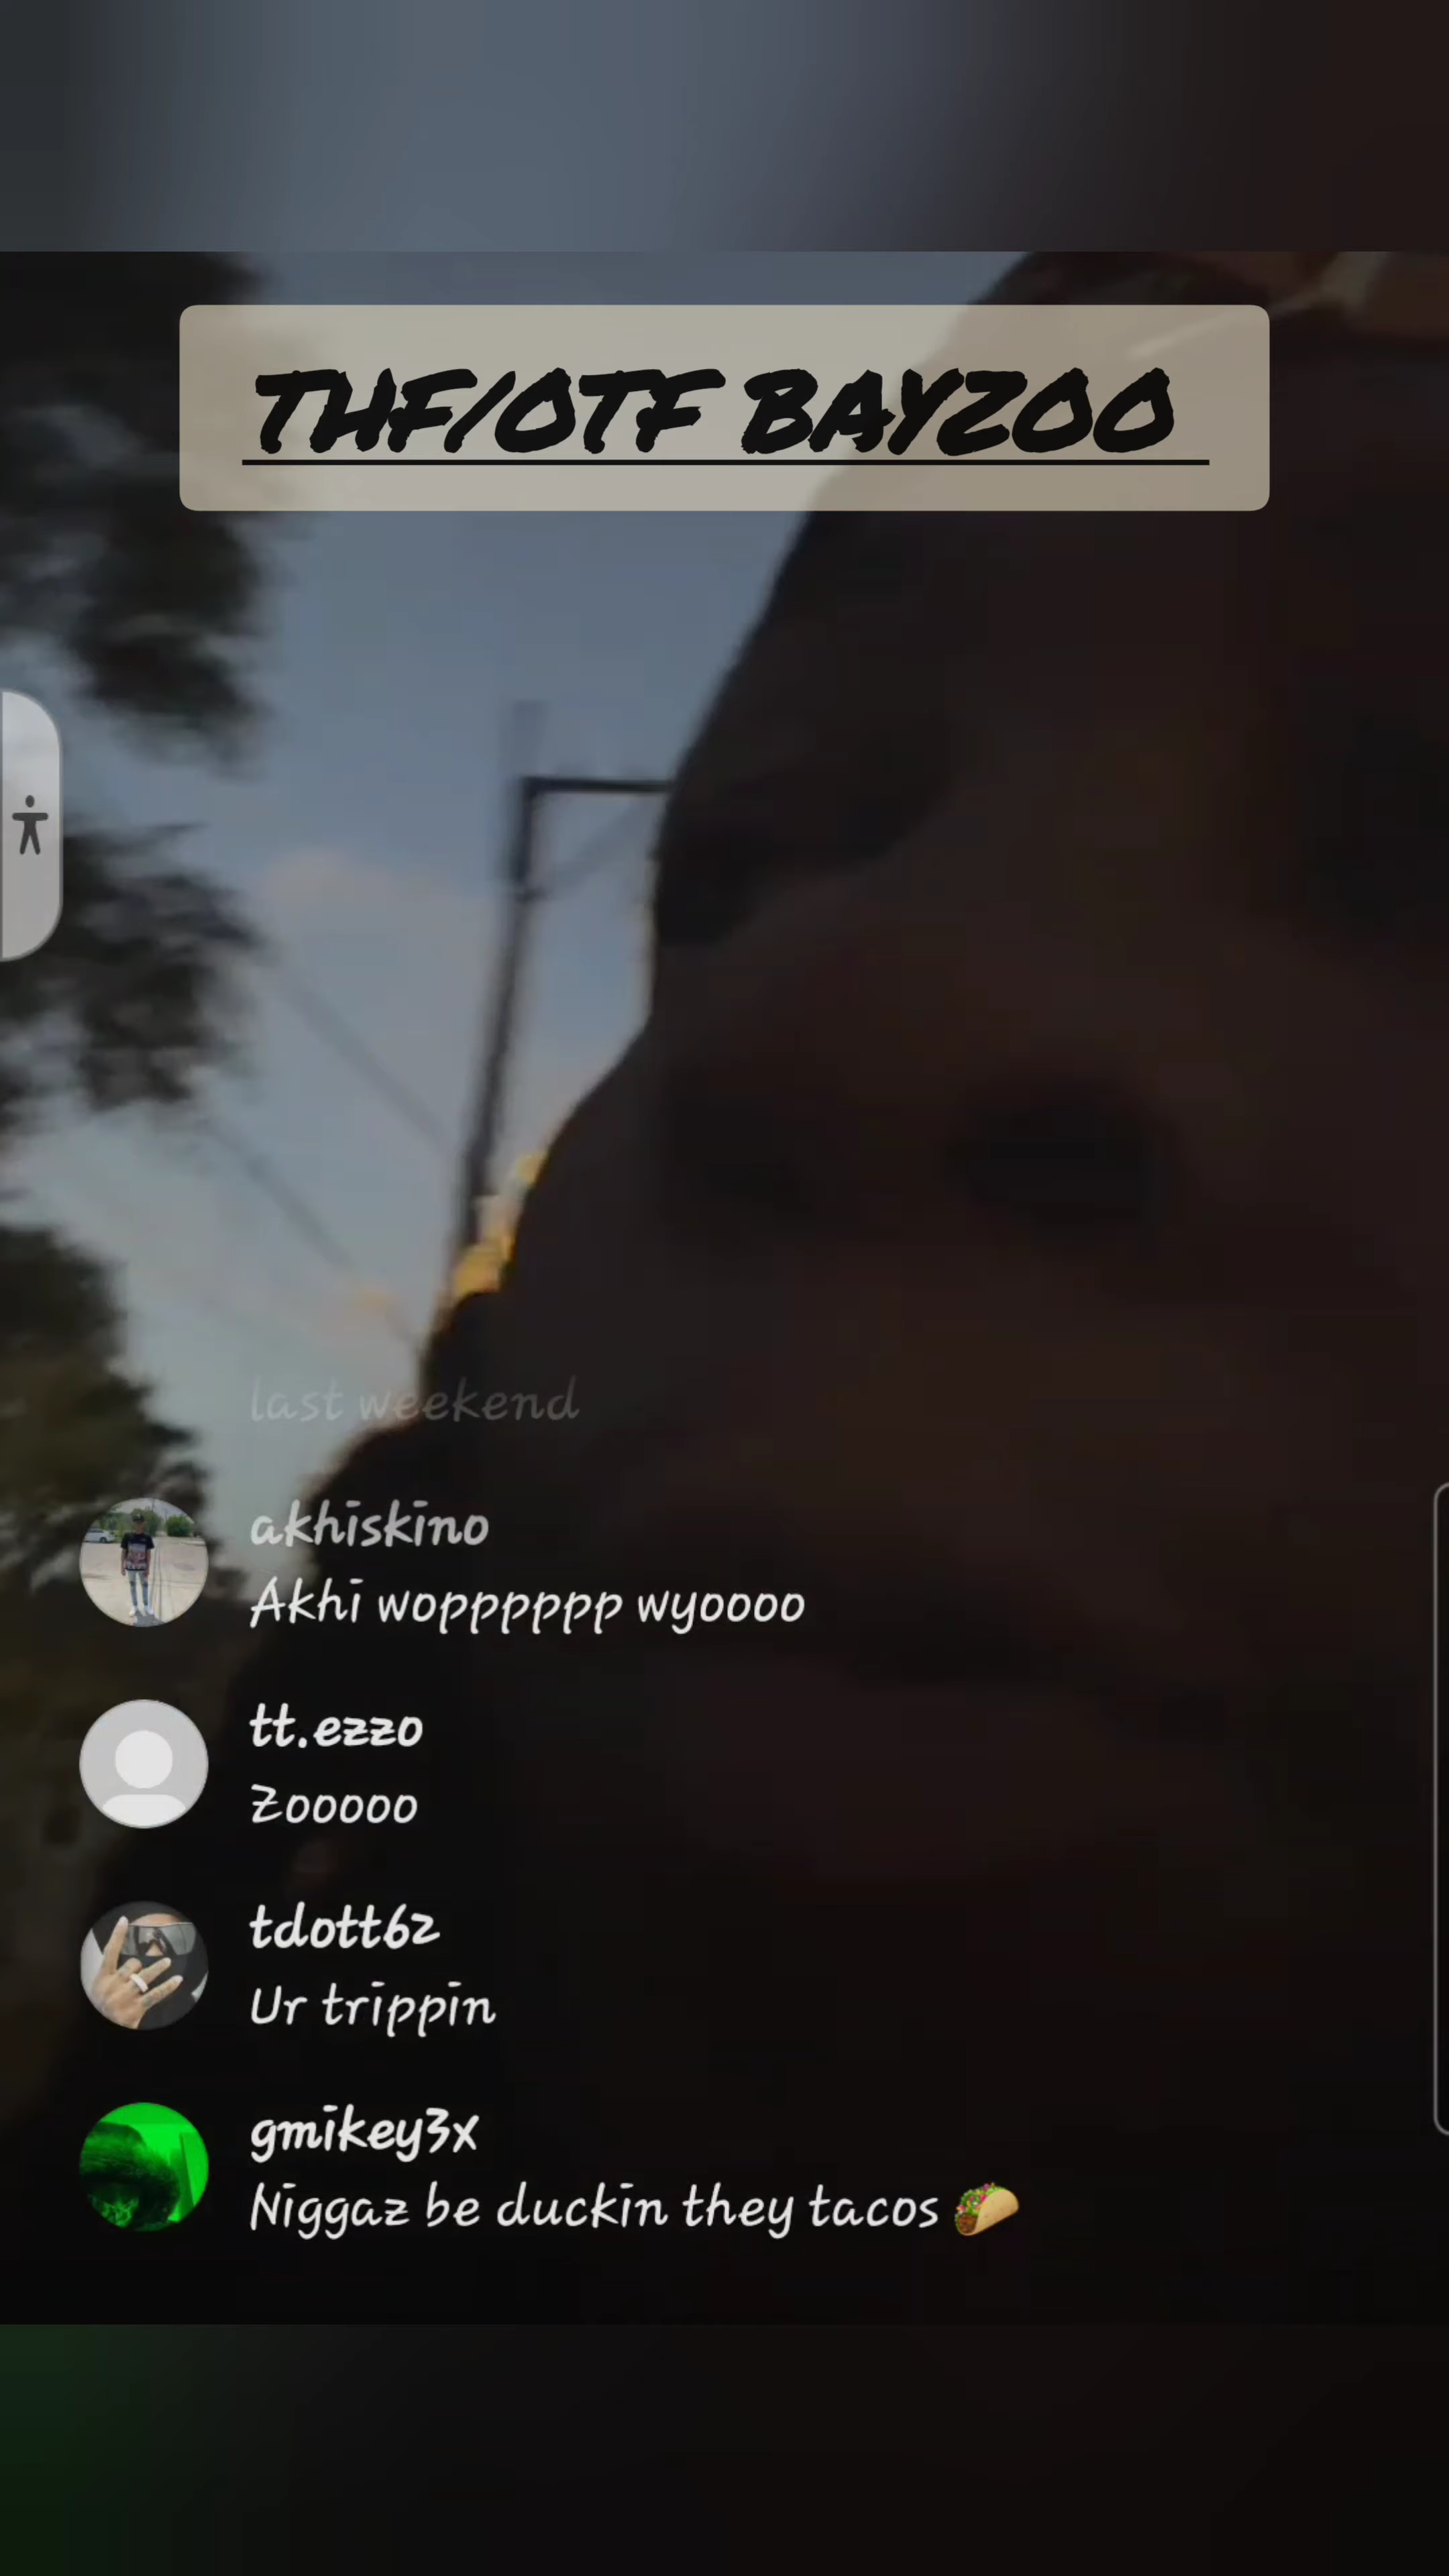 THF/OTF BAYZOO
last weekend
akhiskino
Akhi wopppppp wyoooo
tt.ezzo
Zooooo
tdott62
Ur trippin
gmikey3x
Niggaz be duckin they tacos 🌮